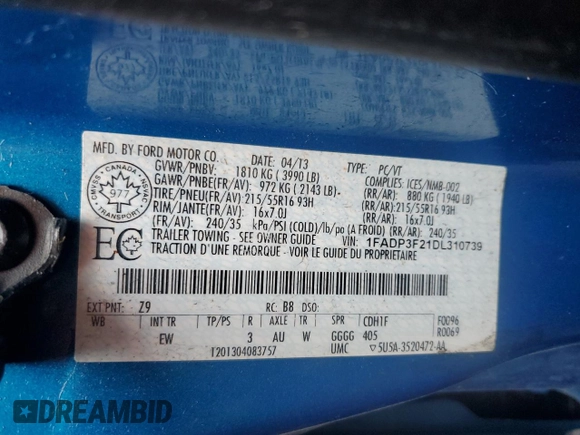 MFD. BY FORD MOTOR CO.
DATE: 04/13 TYPE: PC/VT
GVWR/PNBV: 1810 KG ( 3990 LB) COMPLIES: ICES/NMB-002
GAWR/PNBE(FR/AV) : 972 KG ( 2143 LB)- (RR/AR) 880 KG ( 1940 LB)
TIRE/PNEU(FR/AV) 215/55R16 93H (RR/AR) 215/55R16 93H
RIM/JANTE(FR/AV) 16x7.0J (RR/AR) 16x7.0J
(FR/AV) 240/35 kPa/PSI (COLD)/lb/po (A FROID) (RR/AR) 240/35
TRAILER TOWING - SEE OWNER GUIDE VIN 1FADP3F21DL310739
TRACTION D'UNE REMORQUE - VOIR LE GUIDE DU PROPRIETAIRE
CANADA
CMVSS NSVAC
977
TRANSPORT
EC
EXT PNT: Z9 RC: B8 DSO:
WB INT TR TP/PS R AXLE TR SPR CDH1F F0096
EW 3 AU W GGGG 405 R0069
1201304083757 UMC ▽5U5A-3520472-AA
DREAMBID